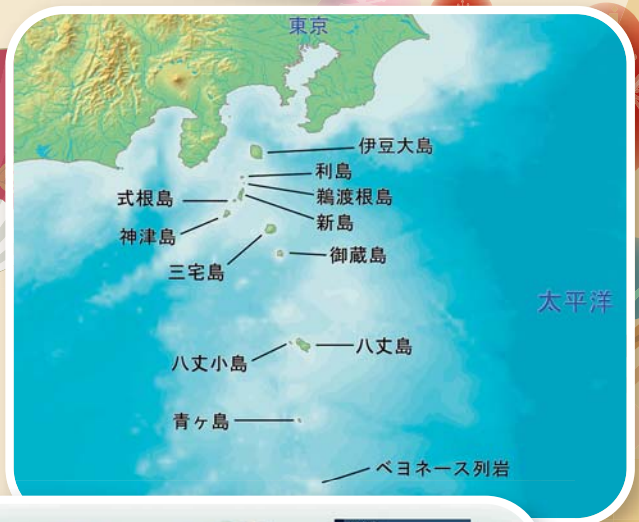 東京
伊豆大島
利島
鵜渡根島
式根島
新島
神津島
御蔵島
三宅島
太平洋
八丈島
八丈小島
青ヶ島
ベヨネース列岩